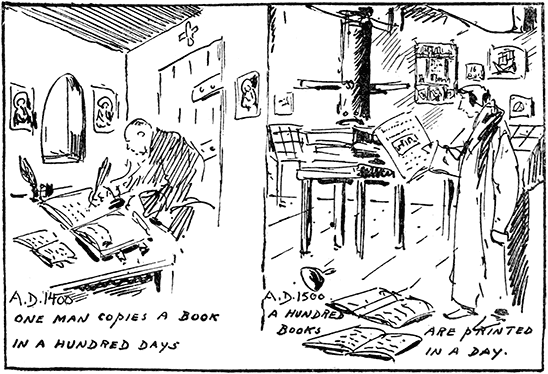 A.D. 1400
ONE MAN COPIES A BOOK
IN A HUNDRED DAYS
A.D. 1500
A HUNDRED
BOOKS ARE PRINTED
IN A DAY.